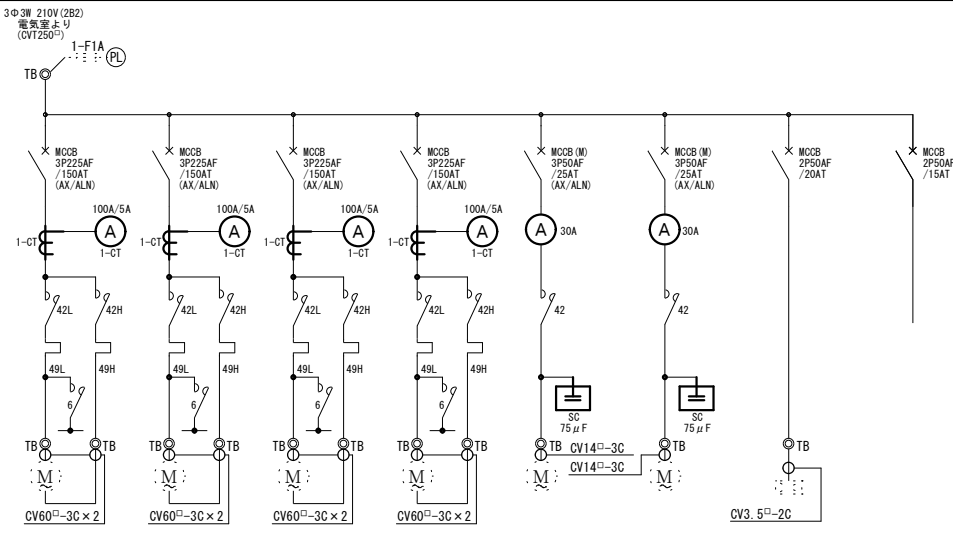 3Φ3W 210V(2B2)
電気室より
(CVT250□)
1-F1A
PL
TB
MCCB
3P225AF
/150AT
(AX/ALN)
MCCB
3P225AF
/150AT
(AX/ALN)
MCCB
3P225AF
/150AT
(AX/ALN)
MCCB
3P225AF
/150AT
(AX/ALN)
MCCB(M)
3P50AF
/25AT
(AX/ALN)
MCCB(M)
3P50AF
/25AT
(AX/ALN)
MCCB
2P50AF
/20AT
MCCB
2P50AF
/15AT
100A/5A
100A/5A
100A/5A
100A/5A
1-CT
A
1-CT
1-CT
A
1-CT
1-CT
A
1-CT
1-CT
A
1-CT
A
30A
A
30A
42L
42H
42L
42H
42L
42H
42L
42H
42
42
49L
49H
49L
49H
49L
49H
49L
49H
6
6
6
6
SC
75μF
SC
75μF
TB
TB
TB
TB
TB
TB
TB
TB
TB
TB
TB
CV14□-3C
CV14□-3C
M
M
M
M
M
M
CV60□-3C×2
CV60□-3C×2
CV60□-3C×2
CV60□-3C×2
CV3.5□-2C